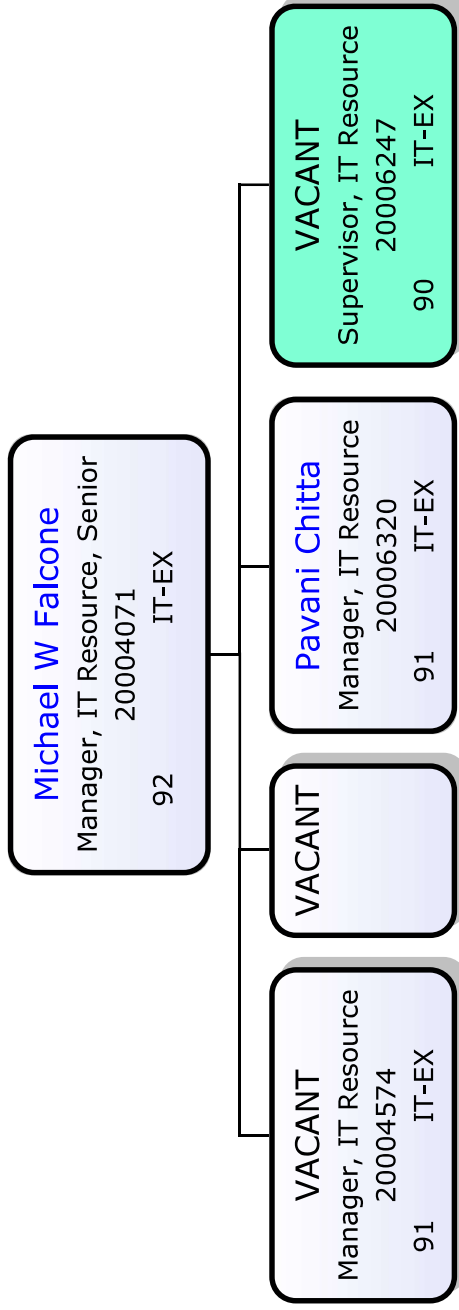 Michael W Falcone
Manager, IT Resource, Senior
20004071
92 IT-EX
VACANT
Manager, IT Resource
20004574
91 IT-EX
VACANT
Pavani Chitta
Manager, IT Resource
20006320
91 IT-EX
VACANT
Supervisor, IT Resource
20006247
90 IT-EX